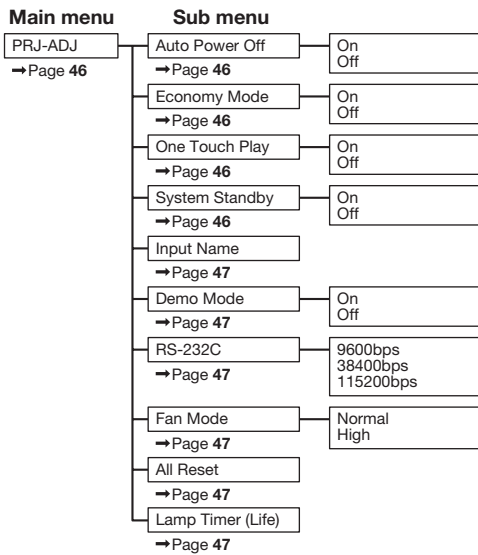 Main menu Sub menu
PRJ-ADJ Auto Power Off On
Off
➞Page 46 ➞Page 46
Economy Mode On
Off
➞Page 46
One Touch Play On
Off
➞Page 46
System Standby On
Off
➞Page 46
Input Name
➞Page 47
Demo Mode On
Off
➞Page 47
RS-232C 9600bps
38400bps
115200bps
➞Page 47
Fan Mode Normal
High
➞Page 47
All Reset
➞Page 47
Lamp Timer (Life)
➞Page 47